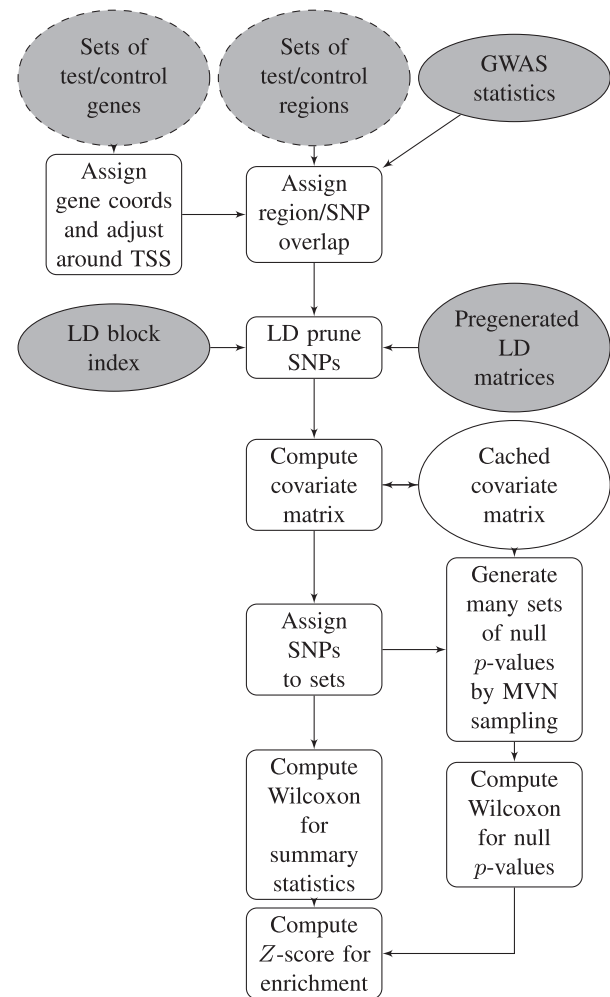 Sets of
test/control
genes
Sets of
test/control
regions
GWAS
statistics
Assign
gene coords
and adjust
around TSS
Assign
region/SNP
overlap
LD block
index
LD prune
SNPs
Pregenerated
LD
matrices
Compute
covariate
matrix
Cached
covariate
matrix
Assign
SNPs
to sets
Generate
many sets
of null
p-values
by MVN
sampling
Compute
Wilcoxon
for
summary
statistics
Compute
Wilcoxon
for null
p-values
Compute
Z-score for
enrichment